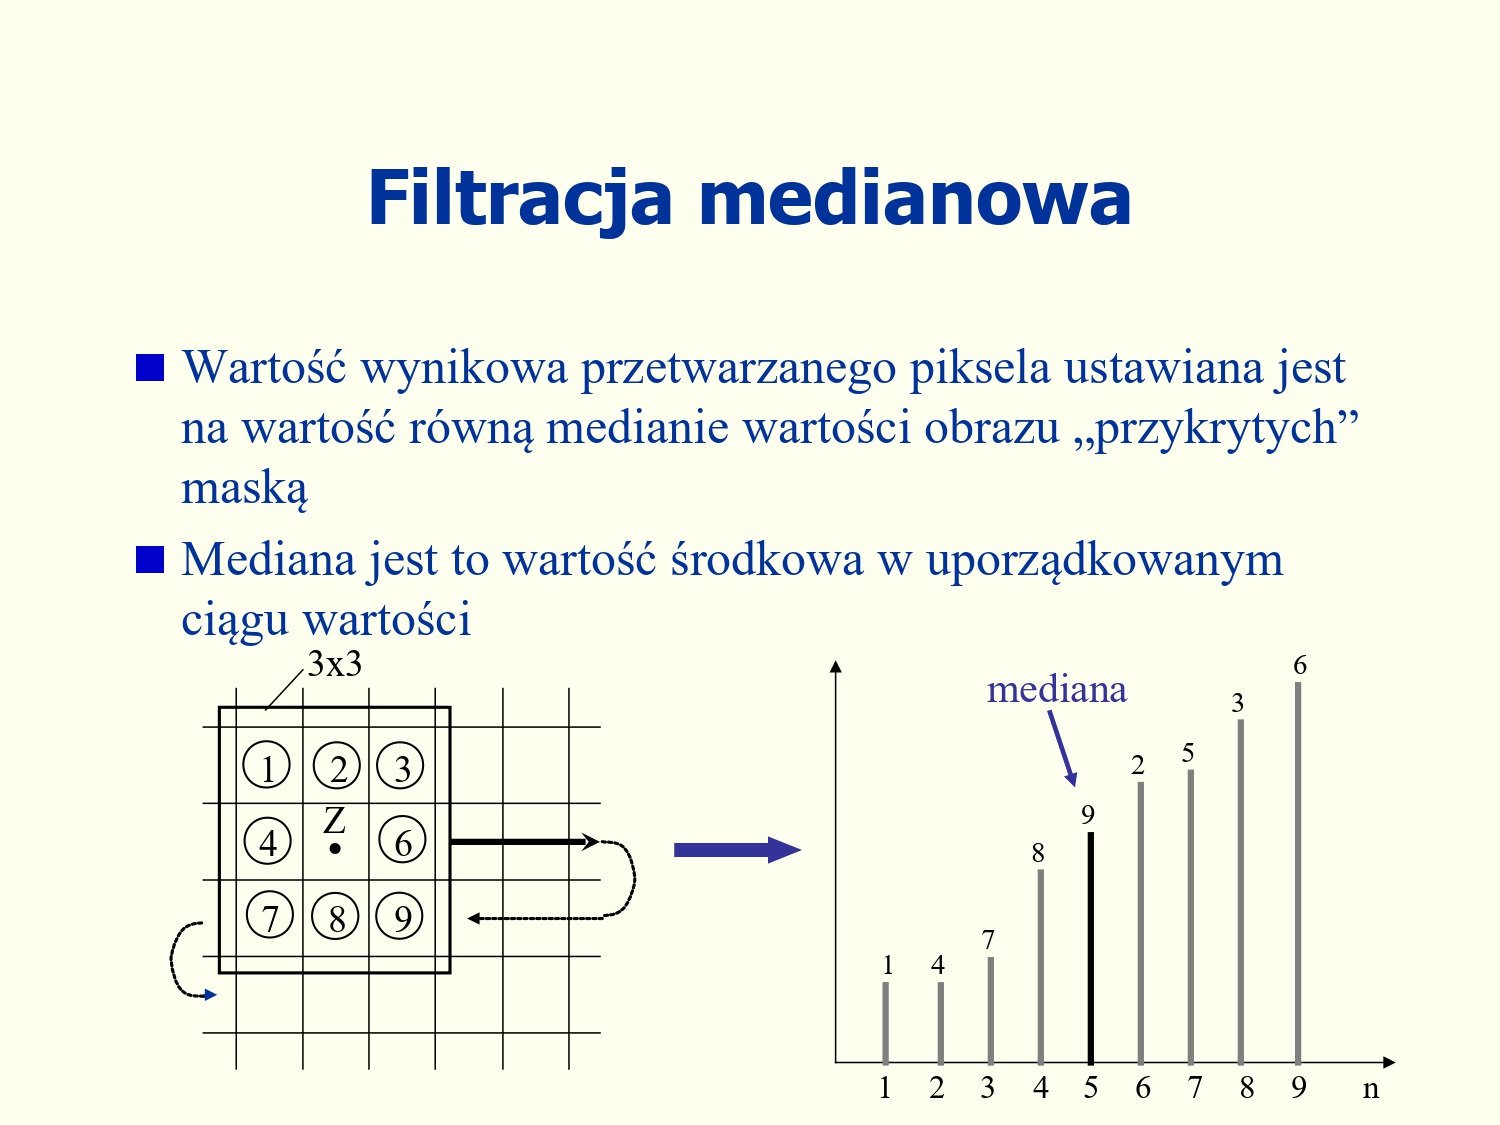 Filtracja medianowa
Wartość wynikowa przetwarzanego piksela ustawiana jest
na wartość równą medianie wartości obrazu „przykrytych”
maską
Mediana jest to wartość środkowa w uporządkowanym
ciągu wartości
3x3
1 2 3
Z
4 6
7 8 9
mediana
1 4 7 8 9 2 5 3 6
1 2 3 4 5 6 7 8 9 n